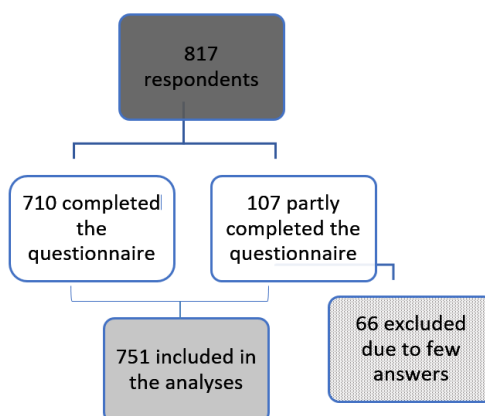 817
respondents
710 completed
the
questionnaire
107 partly
completed the
questionnaire
66 excluded
due to few
answers
751 included in
the analyses